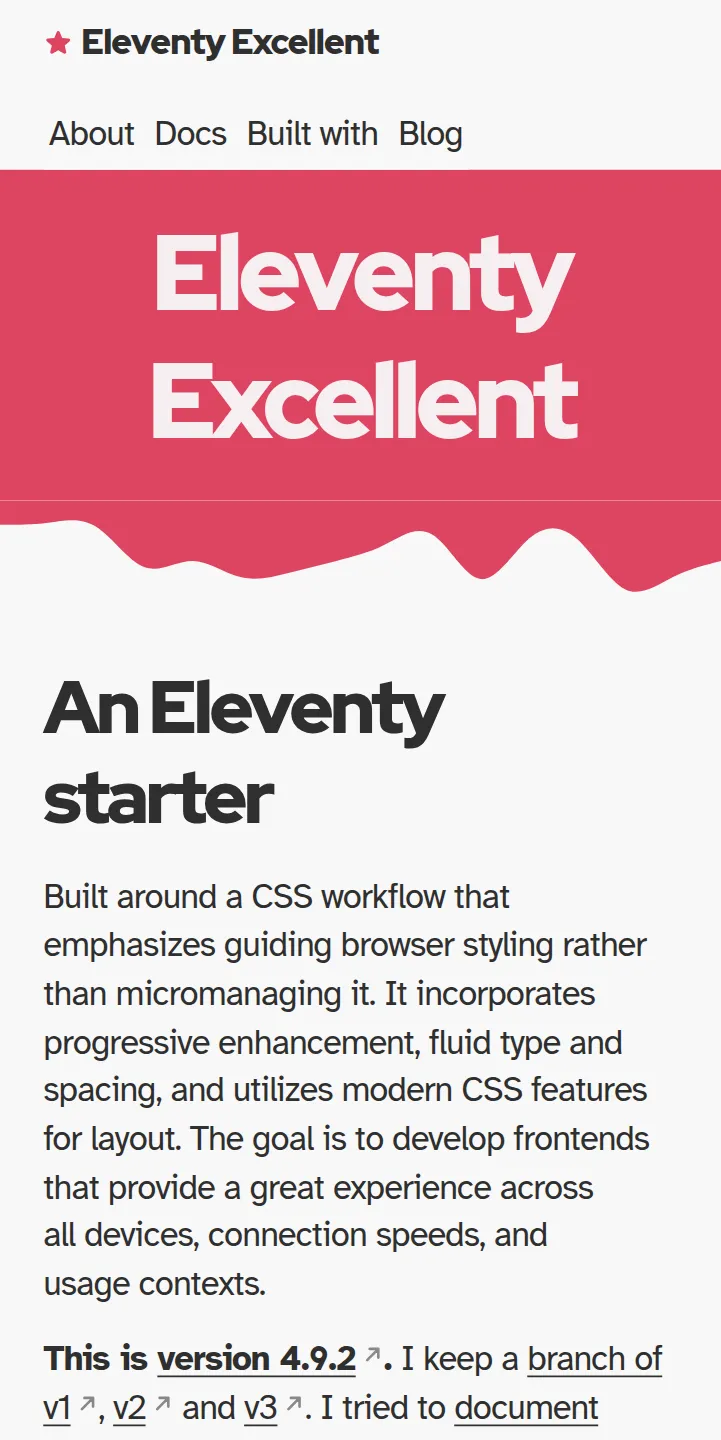 Eleventy Excellent
About Docs Built with Blog
Eleventy
Excellent
An Eleventy
starter
Built around a CSS workflow that
emphasizes guiding browser styling rather
than micromanaging it. It incorporates
progressive enhancement, fluid type and
spacing, and utilizes modern CSS features
for layout. The goal is to develop frontends
that provide a great experience across
all devices, connection speeds, and
usage contexts.
This is version 4.9.2 ↗. I keep a branch of
v1 ↗, v2 ↗ and v3 ↗. I tried to document